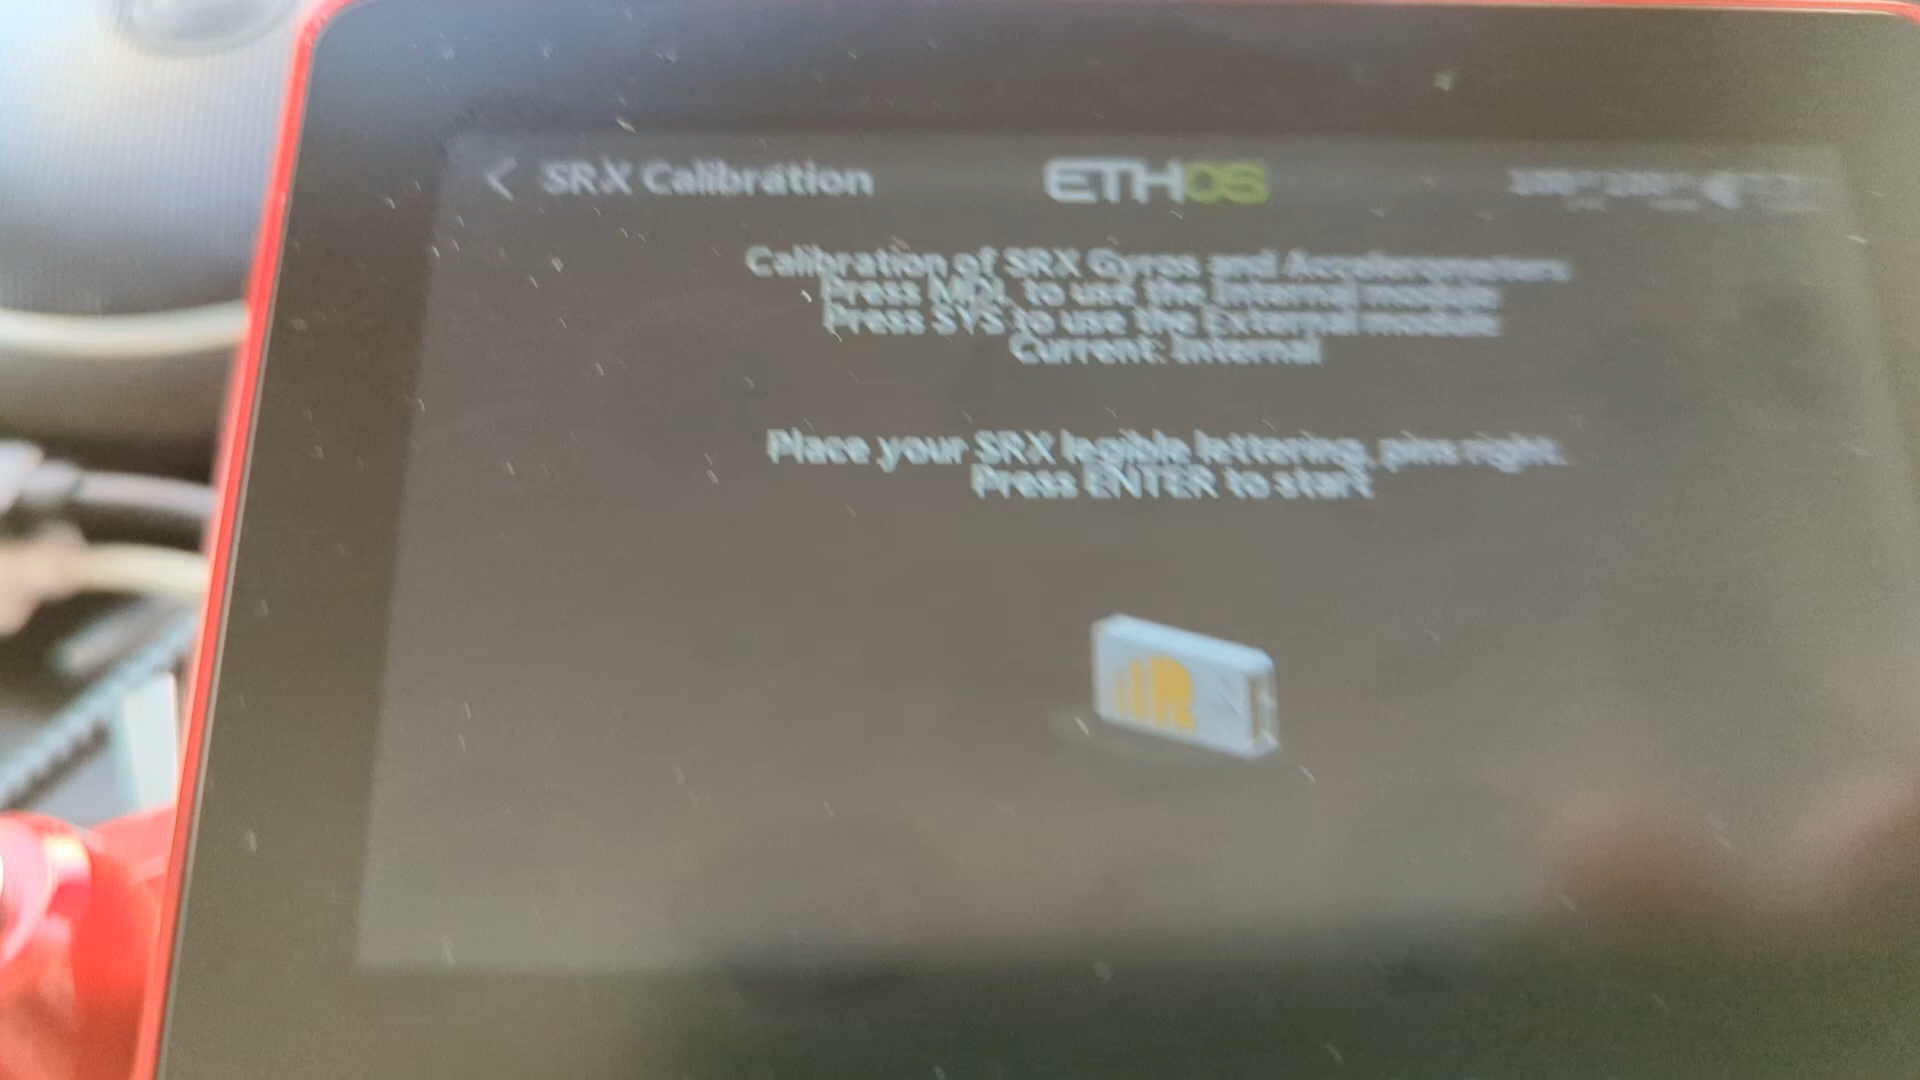 SRX Calibration
ETHOS
Calibration of SRX Gyros and Accelerometers
Press MDL to use the Internal module
Press SYS to use the External module
Current: Internal
Place your SRX legible lettering, pins right.
Press ENTER to start